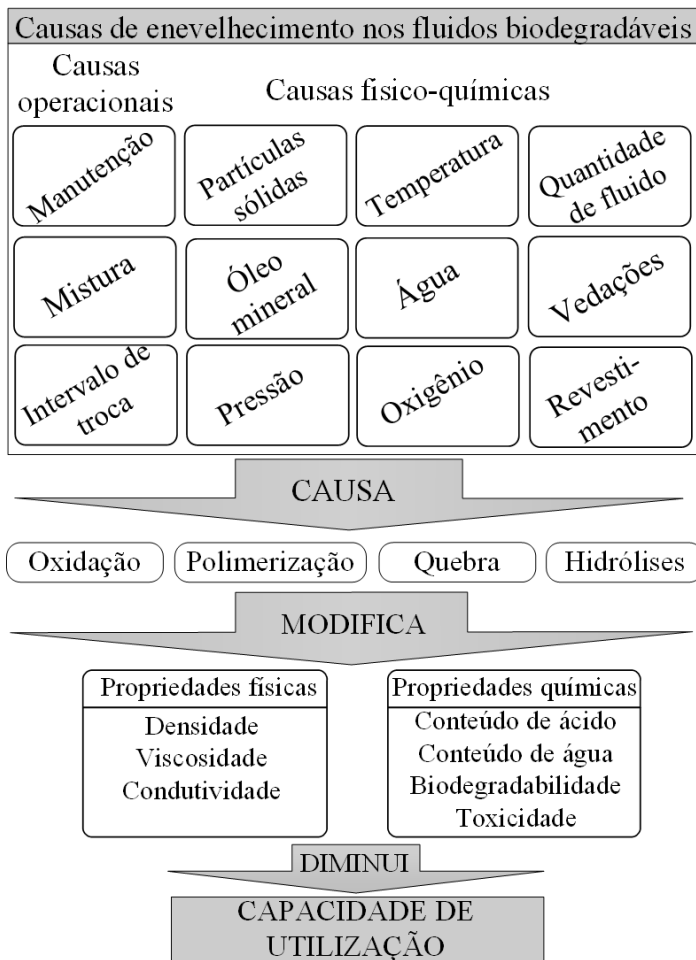 Causas de enevelhecimento nos fluidos biodegradáveis
Causas
operacionais
Causas fisico-químicas
Manutenção
Partículas
sólidas
Temperatura
Quantidade
de fluido
Mistura
Óleo
mineral
Água
Vedações
Intervalo de
troca
Pressão
Oxigênio
Revesti-
mento
CAUSA
Oxidação
Polimerização
Quebra
Hidrólises
MODIFICA
Propriedades físicas
Densidade
Viscosidade
Condutividade
Propriedades químicas
Conteúdo de ácido
Conteúdo de água
Biodegradabilidade
Toxicidade
DIMINUI
CAPACIDADE DE
UTILIZAÇÃO